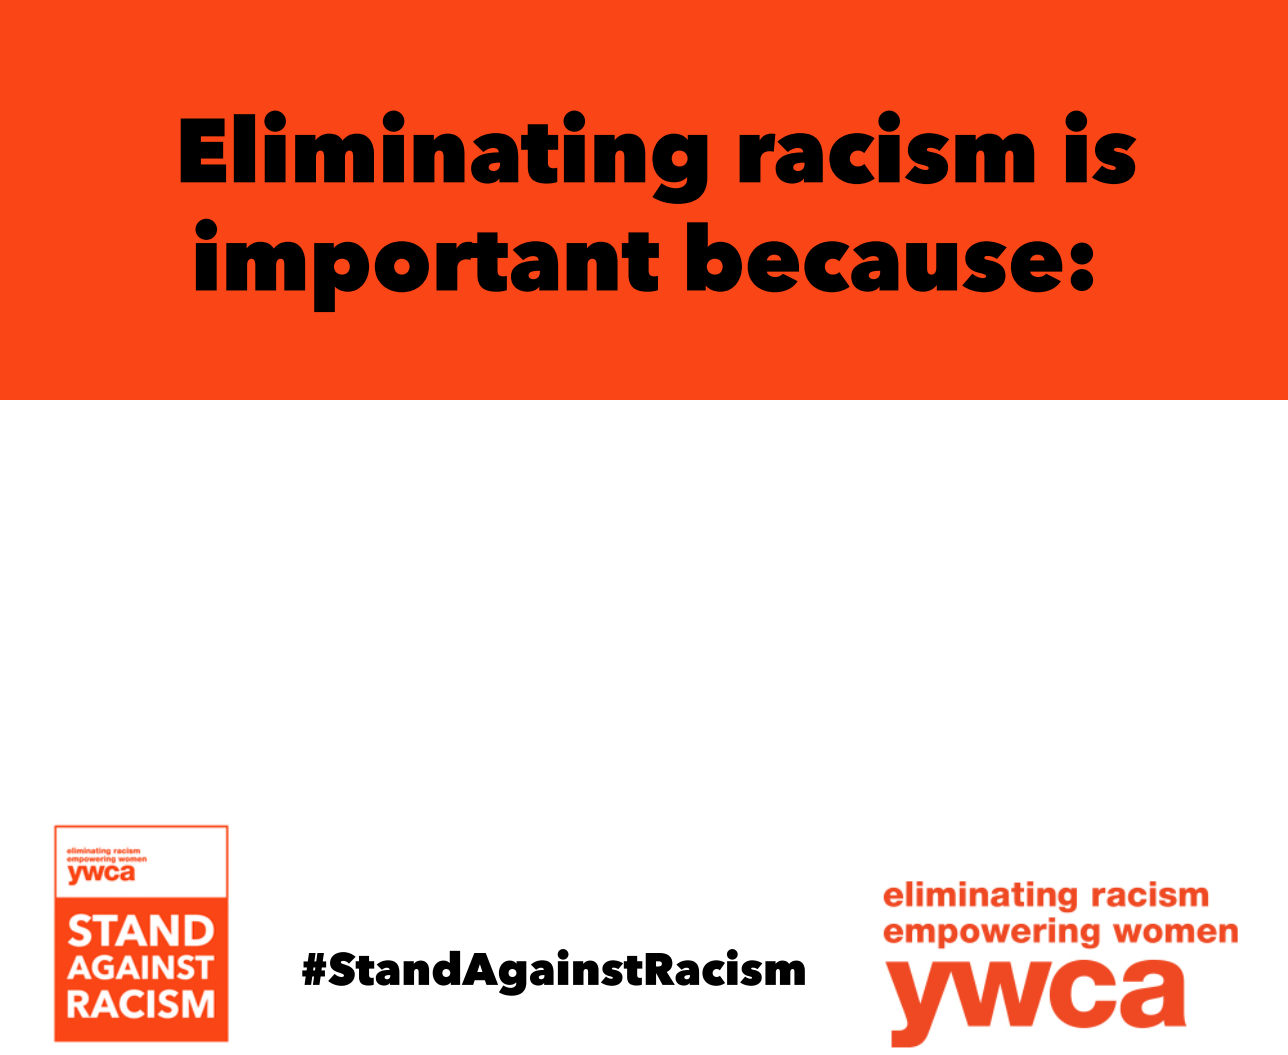 Eliminating racism is
important because:
eliminating racism
empowering women
ywca
STAND
AGAINST
RACISM
#StandAgainstRacism
eliminating racism
empowering women
ywca